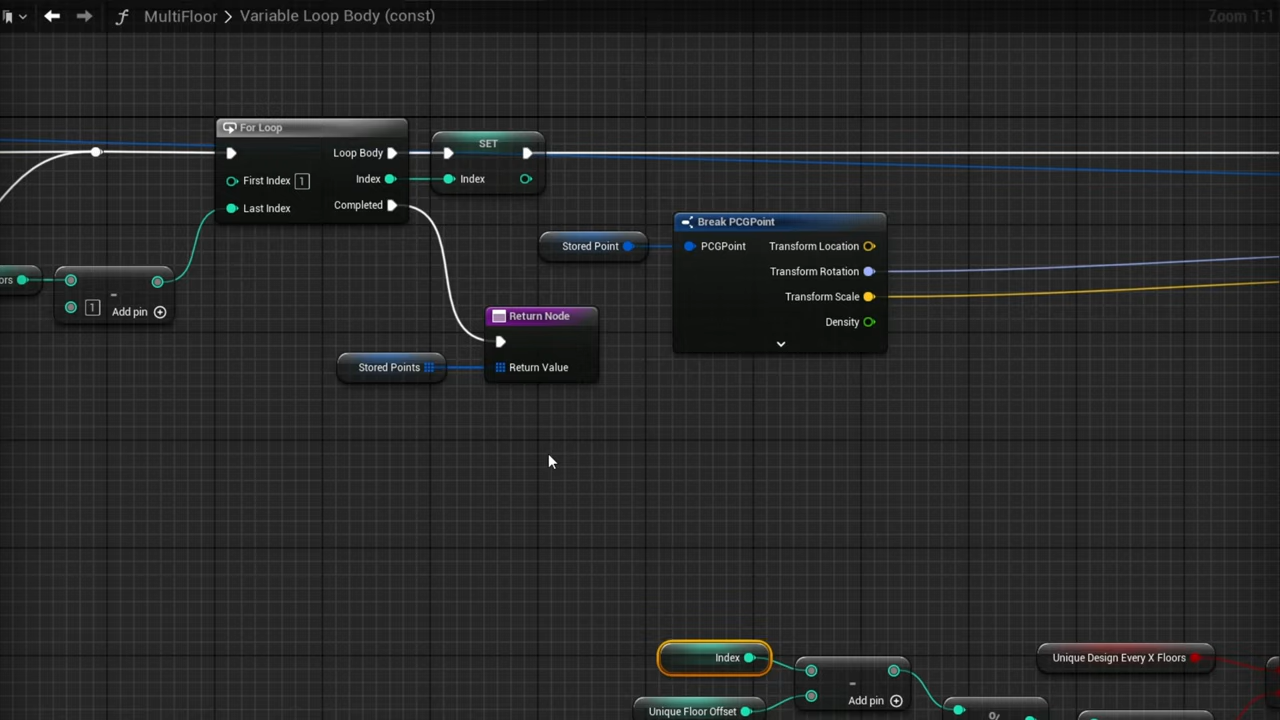 MultiFloor > Variable Loop Body (const)
Zoom 1:1
For Loop
Loop Body
First Index 1
Index
Last Index
Completed
SET
Index
ors
-
1
Add pin
Stored Point
Break PCGPoint
PCGPoint
Transform Location
Transform Rotation
Transform Scale
Density
Return Node
Stored Points
Return Value
Index
Unique Floor Offset
-
Add pin
%
Unique Design Every X Floors